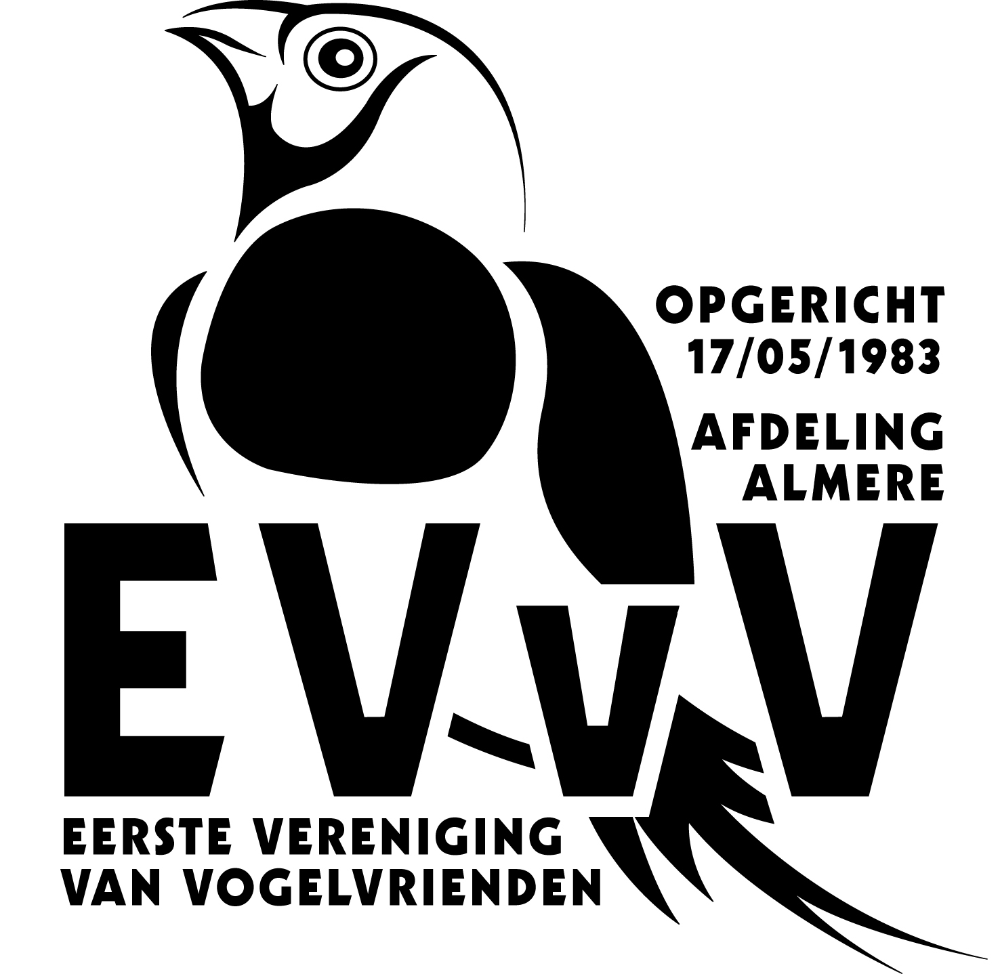 OPGERICHT
17/05/1983
AFDELING
ALMERE
EVvV
EERSTE VERENIGING
VAN VOGELVRIENDEN